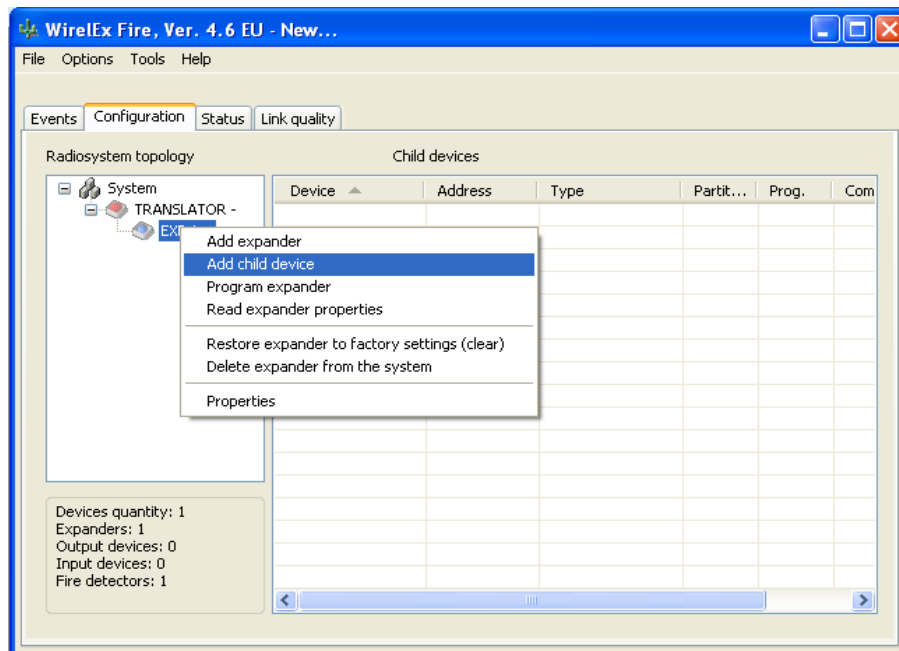 WirelEx Fire, Ver. 4.6 EU - New...
File Options Tools Help
Events Configuration Status Link quality
Radiosystem topology Child devices
System
TRANSLATOR -
Device Address Type Partit... Prog. Com
Add expander
Add child device
Program expander
Read expander properties
Restore expander to factory settings (clear)
Delete expander from the system
Properties
Devices quantity: 1
Expanders: 1
Output devices: 0
Input devices: 0
Fire detectors: 1